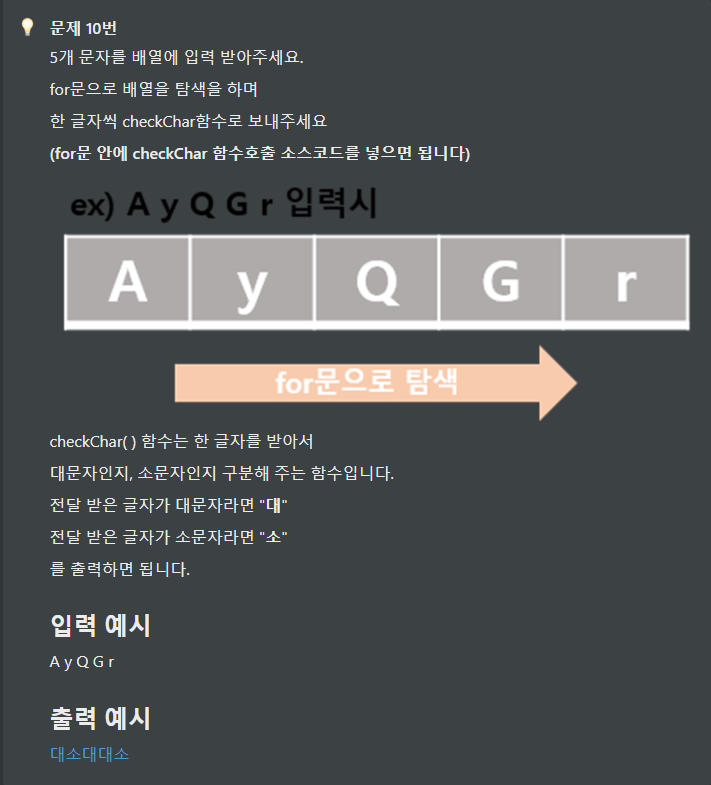 문제 10번
5개 문자를 배열에 입력 받아주세요.
for문으로 배열을 탐색을 하며
한 글자씩 checkChar함수로 보내주세요
(for문 안에 checkChar 함수호출 소스코드를 넣으면 됩니다)
ex) A y Q G r 입력시
A y Q G r
for문으로 탐색
checkChar( ) 함수는 한 글자를 받아서
대문자인지, 소문자인지 구분해 주는 함수입니다.
전달 받은 글자가 대문자라면 "대"
전달 받은 글자가 소문자라면 "소"
를 출력하면 됩니다.
입력 예시
A y Q G r
출력 예시
대소대대소